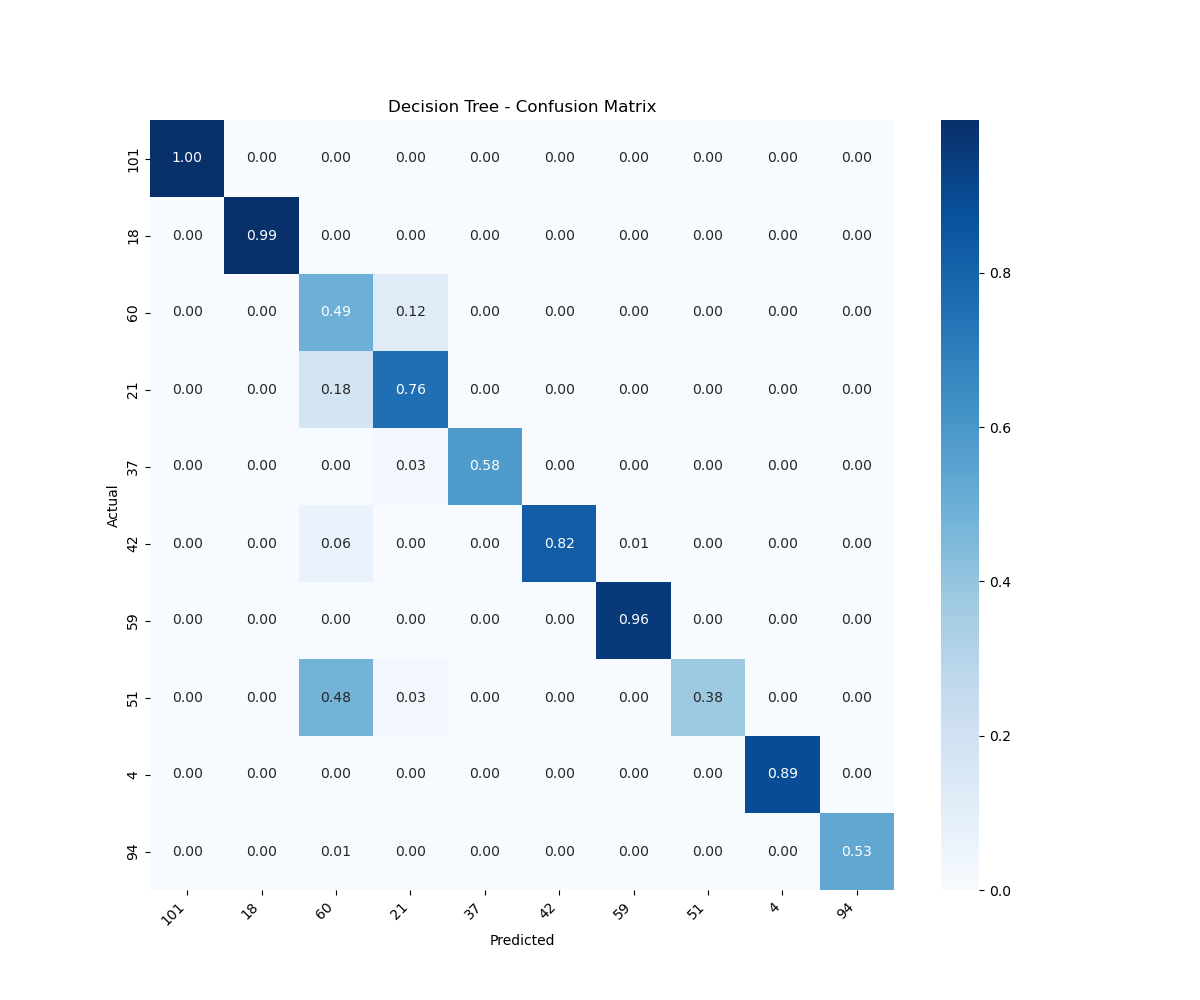 Decision Tree - Confusion Matrix
101 1.00 0.00 0.00 0.00 0.00 0.00 0.00 0.00 0.00 0.00
18 0.00 0.99 0.00 0.00 0.00 0.00 0.00 0.00 0.00 0.00
60 0.00 0.00 0.49 0.12 0.00 0.00 0.00 0.00 0.00 0.00
21 0.00 0.00 0.18 0.76 0.00 0.00 0.00 0.00 0.00 0.00
37 0.00 0.00 0.00 0.03 0.58 0.00 0.00 0.00 0.00 0.00
Actual
42 0.00 0.00 0.06 0.00 0.00 0.82 0.01 0.00 0.00 0.00
59 0.00 0.00 0.00 0.00 0.00 0.00 0.96 0.00 0.00 0.00
51 0.00 0.00 0.48 0.03 0.00 0.00 0.00 0.38 0.00 0.00
4 0.00 0.00 0.00 0.00 0.00 0.00 0.00 0.00 0.89 0.00
94 0.00 0.00 0.01 0.00 0.00 0.00 0.00 0.00 0.00 0.53
101 18 60 21 37 42 59 51 4 94
Predicted
0.8
0.6
0.4
0.2
0.0